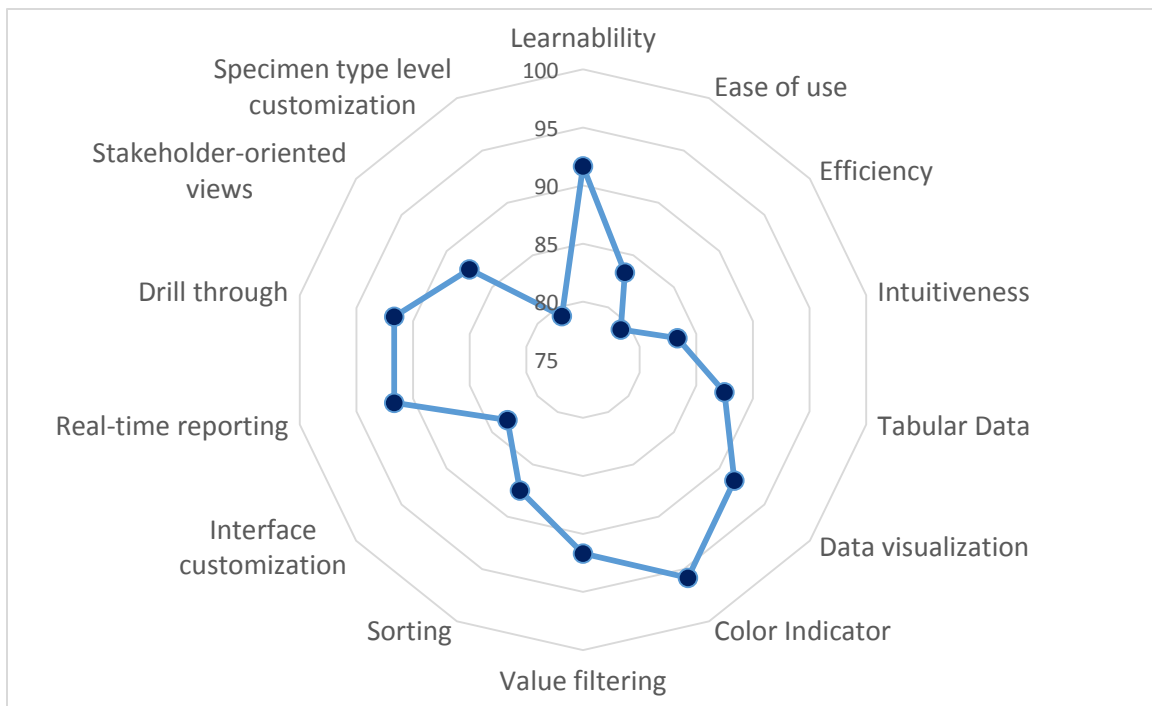 Learnablility
100
Specimen type level
customization
Ease of use
95
Stakeholder-oriented
views
Efficiency
90
85
Drill through
Intuitiveness
80
75
Real-time reporting
Tabular Data
Interface
customization
Data visualization
Sorting
Color Indicator
Value filtering